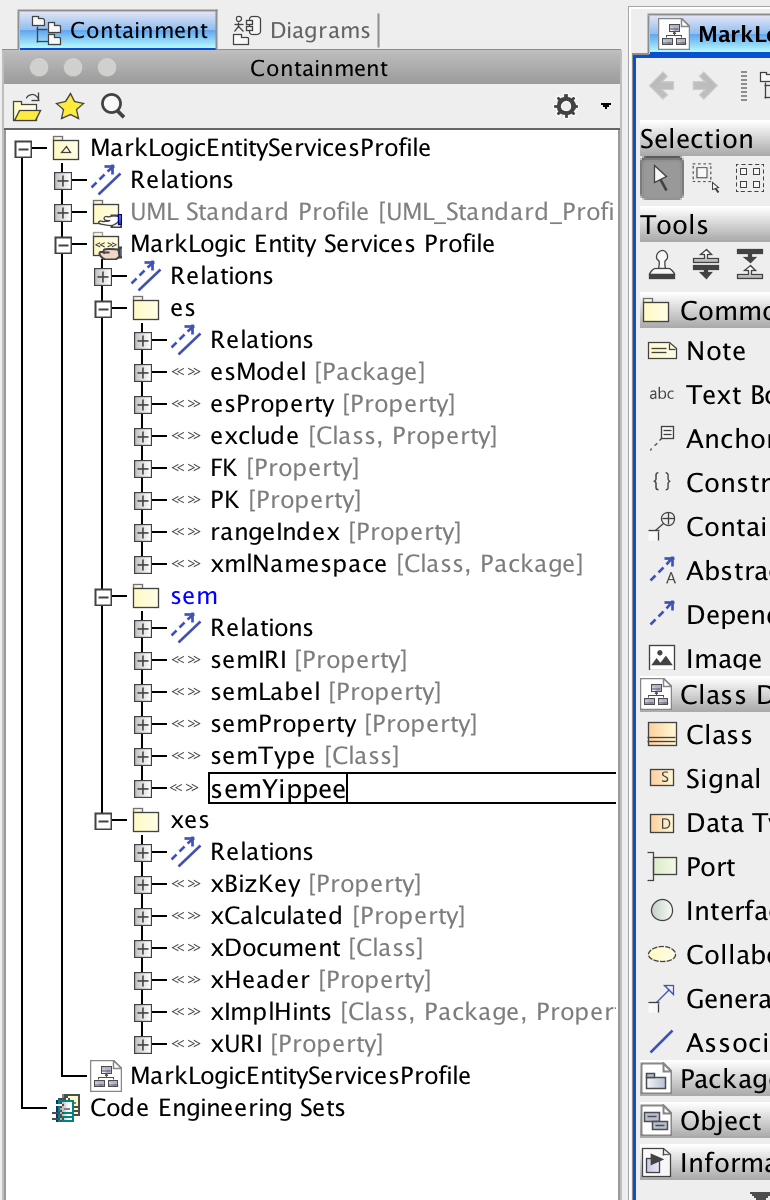 Containment
Diagrams
Containment
MarkLogicEntityServicesProfile
Relations
UML Standard Profile [UML_Standard_Profi
MarkLogic Entity Services Profile
Relations
es
Relations
«» esModel [Package]
«» esProperty [Property]
«» exclude [Class, Property]
«» FK [Property]
«» PK [Property]
«» rangeIndex [Property]
«» xmlNamespace [Class, Package]
sem
Relations
«» semIRI [Property]
«» semLabel [Property]
«» semProperty [Property]
«» semType [Class]
«» semYippee
xes
Relations
«» xBizKey [Property]
«» xCalculated [Property]
«» xDocument [Class]
«» xHeader [Property]
«» xImplHints [Class, Package, Proper
«» xURI [Property]
MarkLogicEntityServicesProfile
Code Engineering Sets
MarkLo
Selection
Tools
Commo
Note
abc Text Bo
Anchor
{} Constr
Contai
Abstra
Depen
Image
Class D
Class
S Signal
D Data Ty
Port
Interfa
Collabo
Genera
Associ
Packag
Object
Informa